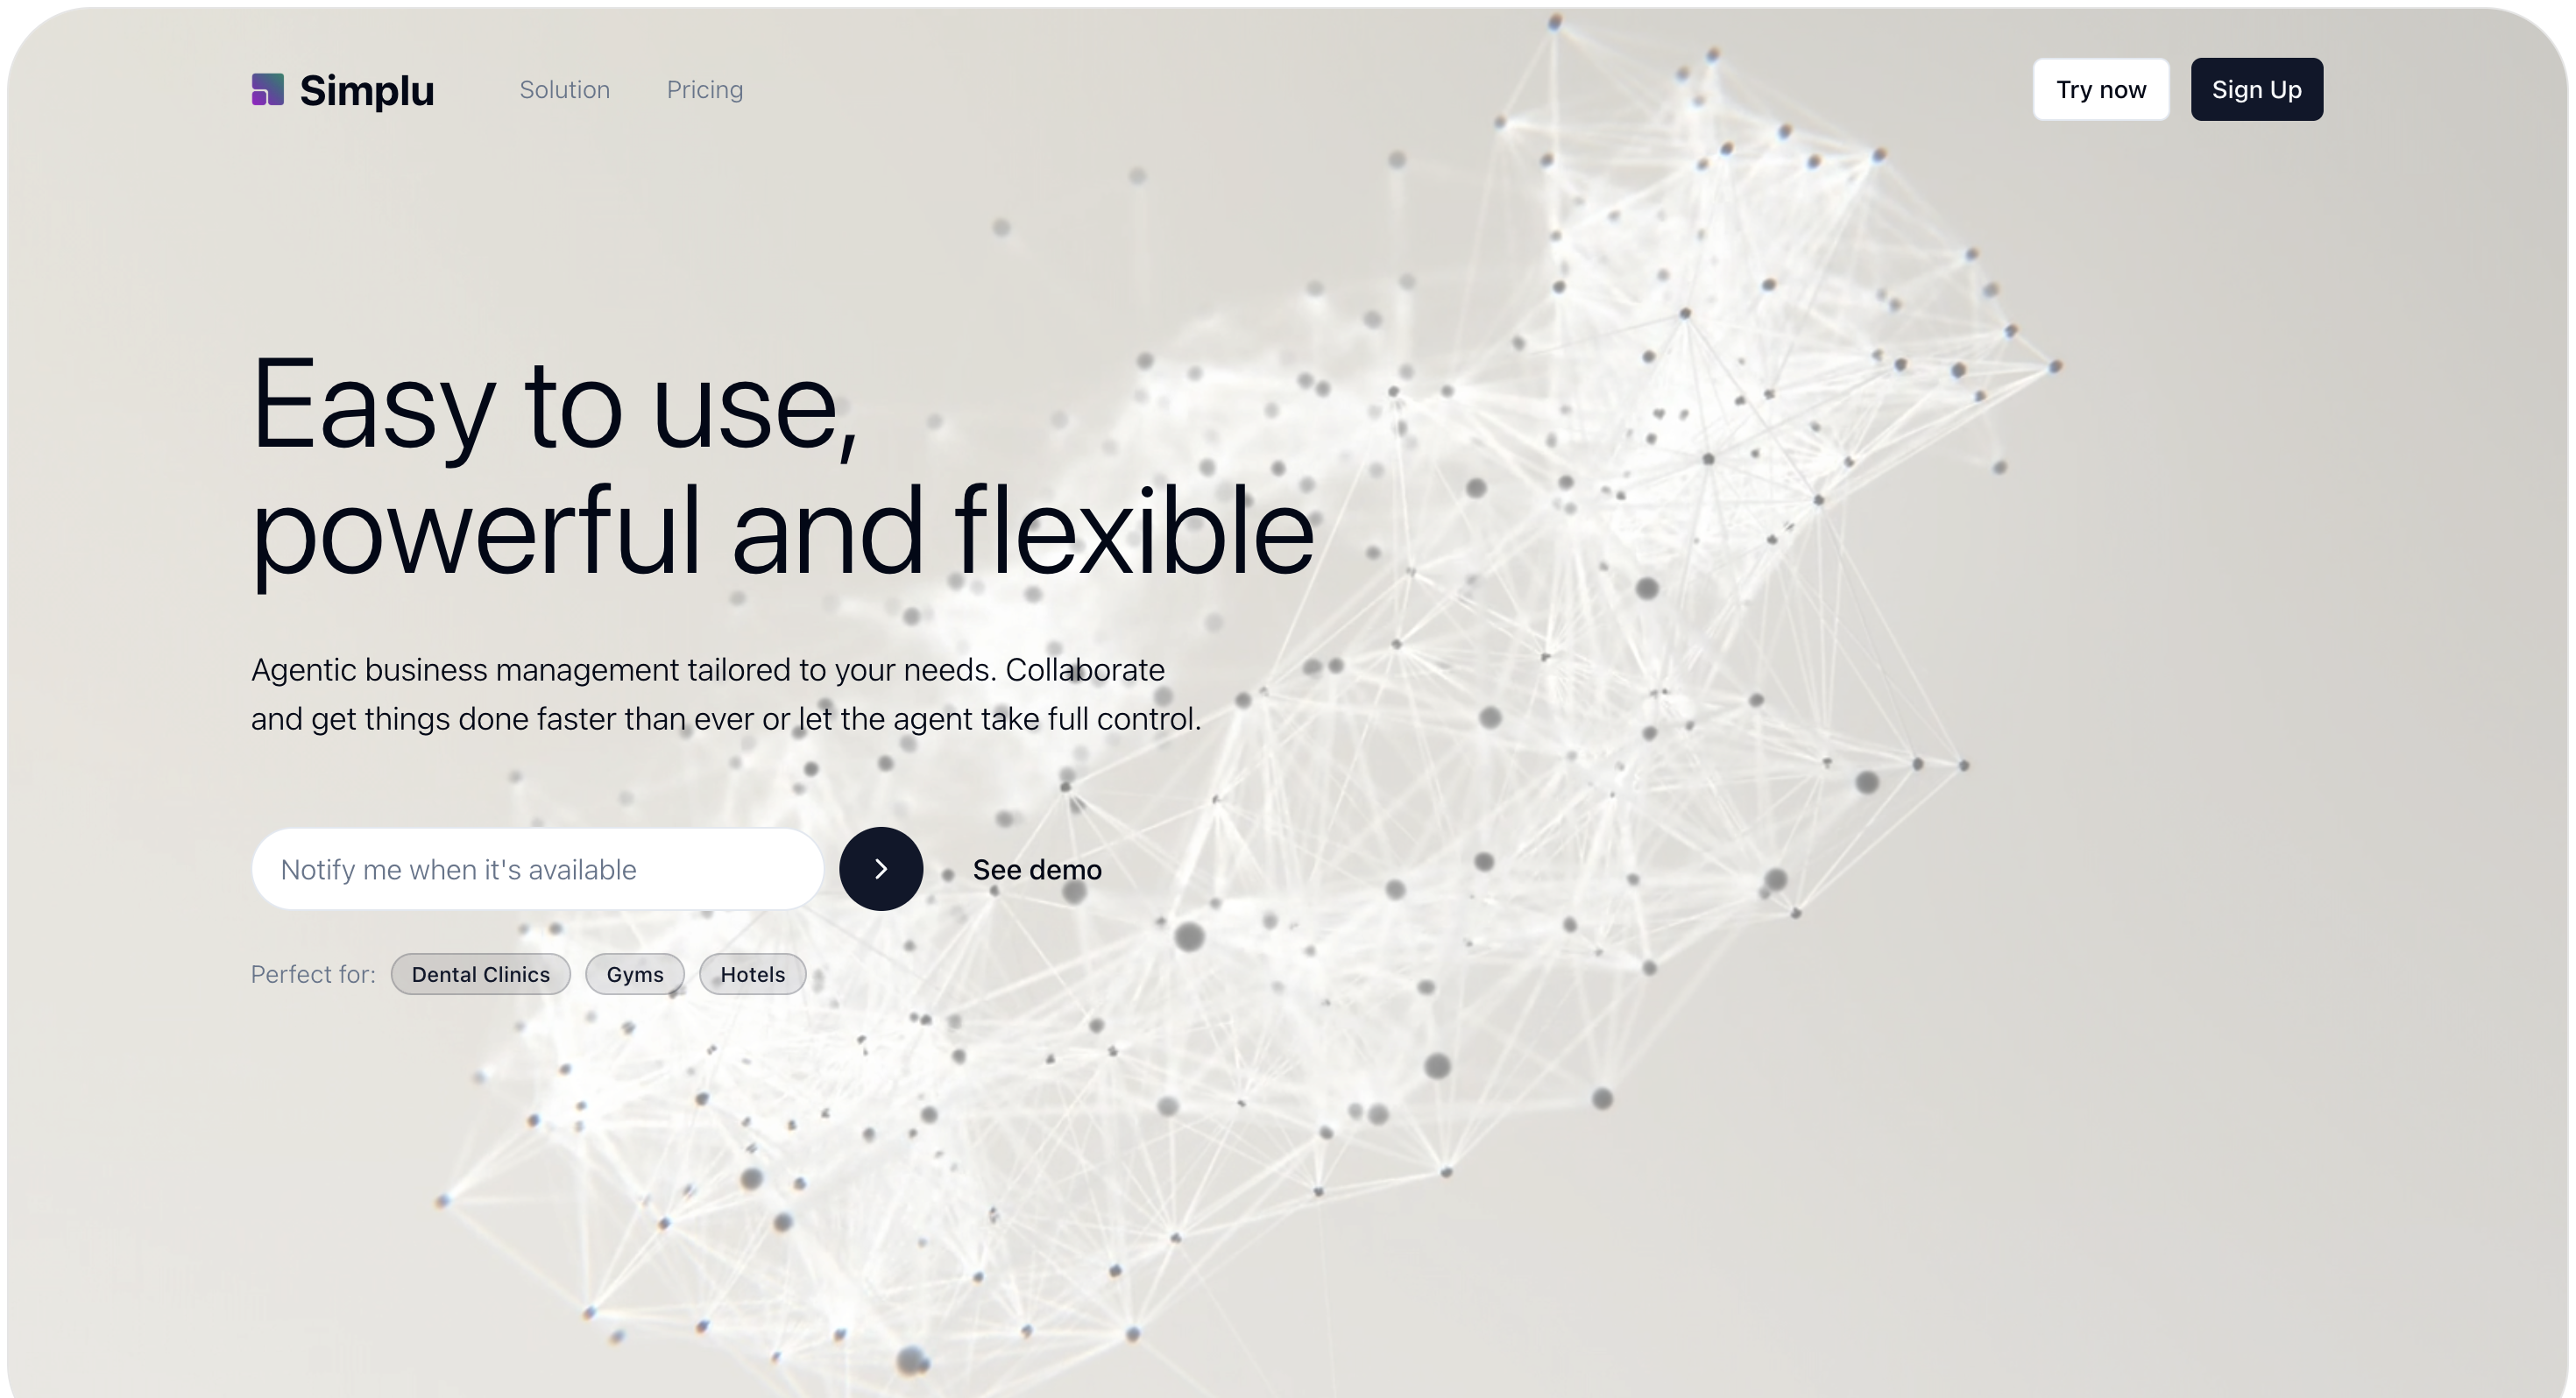 Simplu
Solution
Pricing
Try now
Sign Up
Easy to use,
powerful and flexible
Agentic business management tailored to your needs. Collaborate
and get things done faster than ever or let the agent take full control.
Notify me when it's available
See demo
Perfect for:
Dental Clinics
Gyms
Hotels